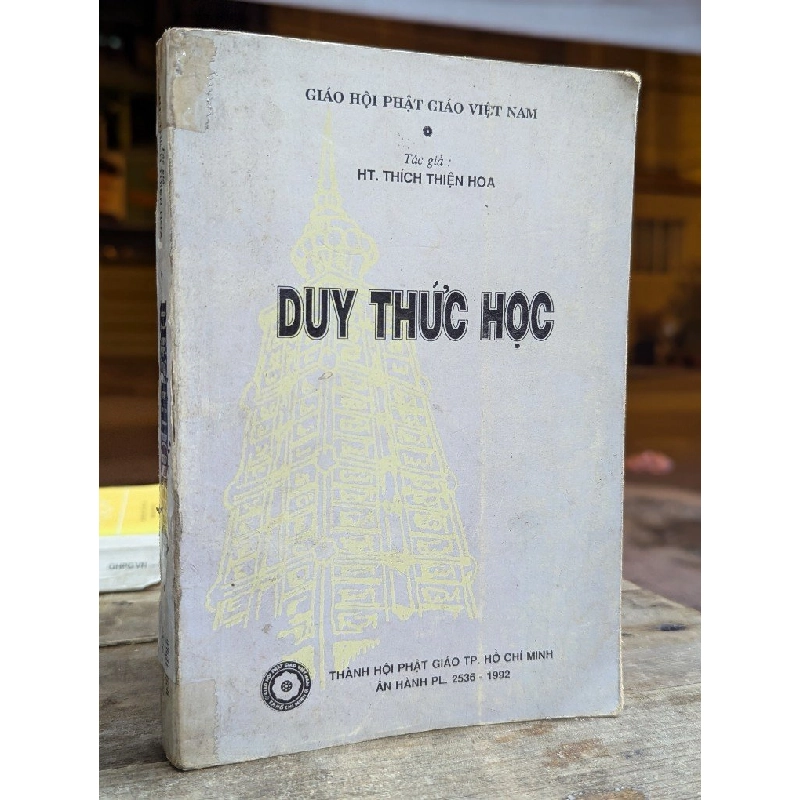 GIÁO HỘI PHẬT GIÁO VIỆT NAM
Tác giả :
HT. THÍCH THIỆN HOA
DUY THỨC HỌC
THÀNH HỘI PHẬT GIÁO TP. HỒ CHÍ MINH
ẤN HÀNH PL. 2536 - 1992